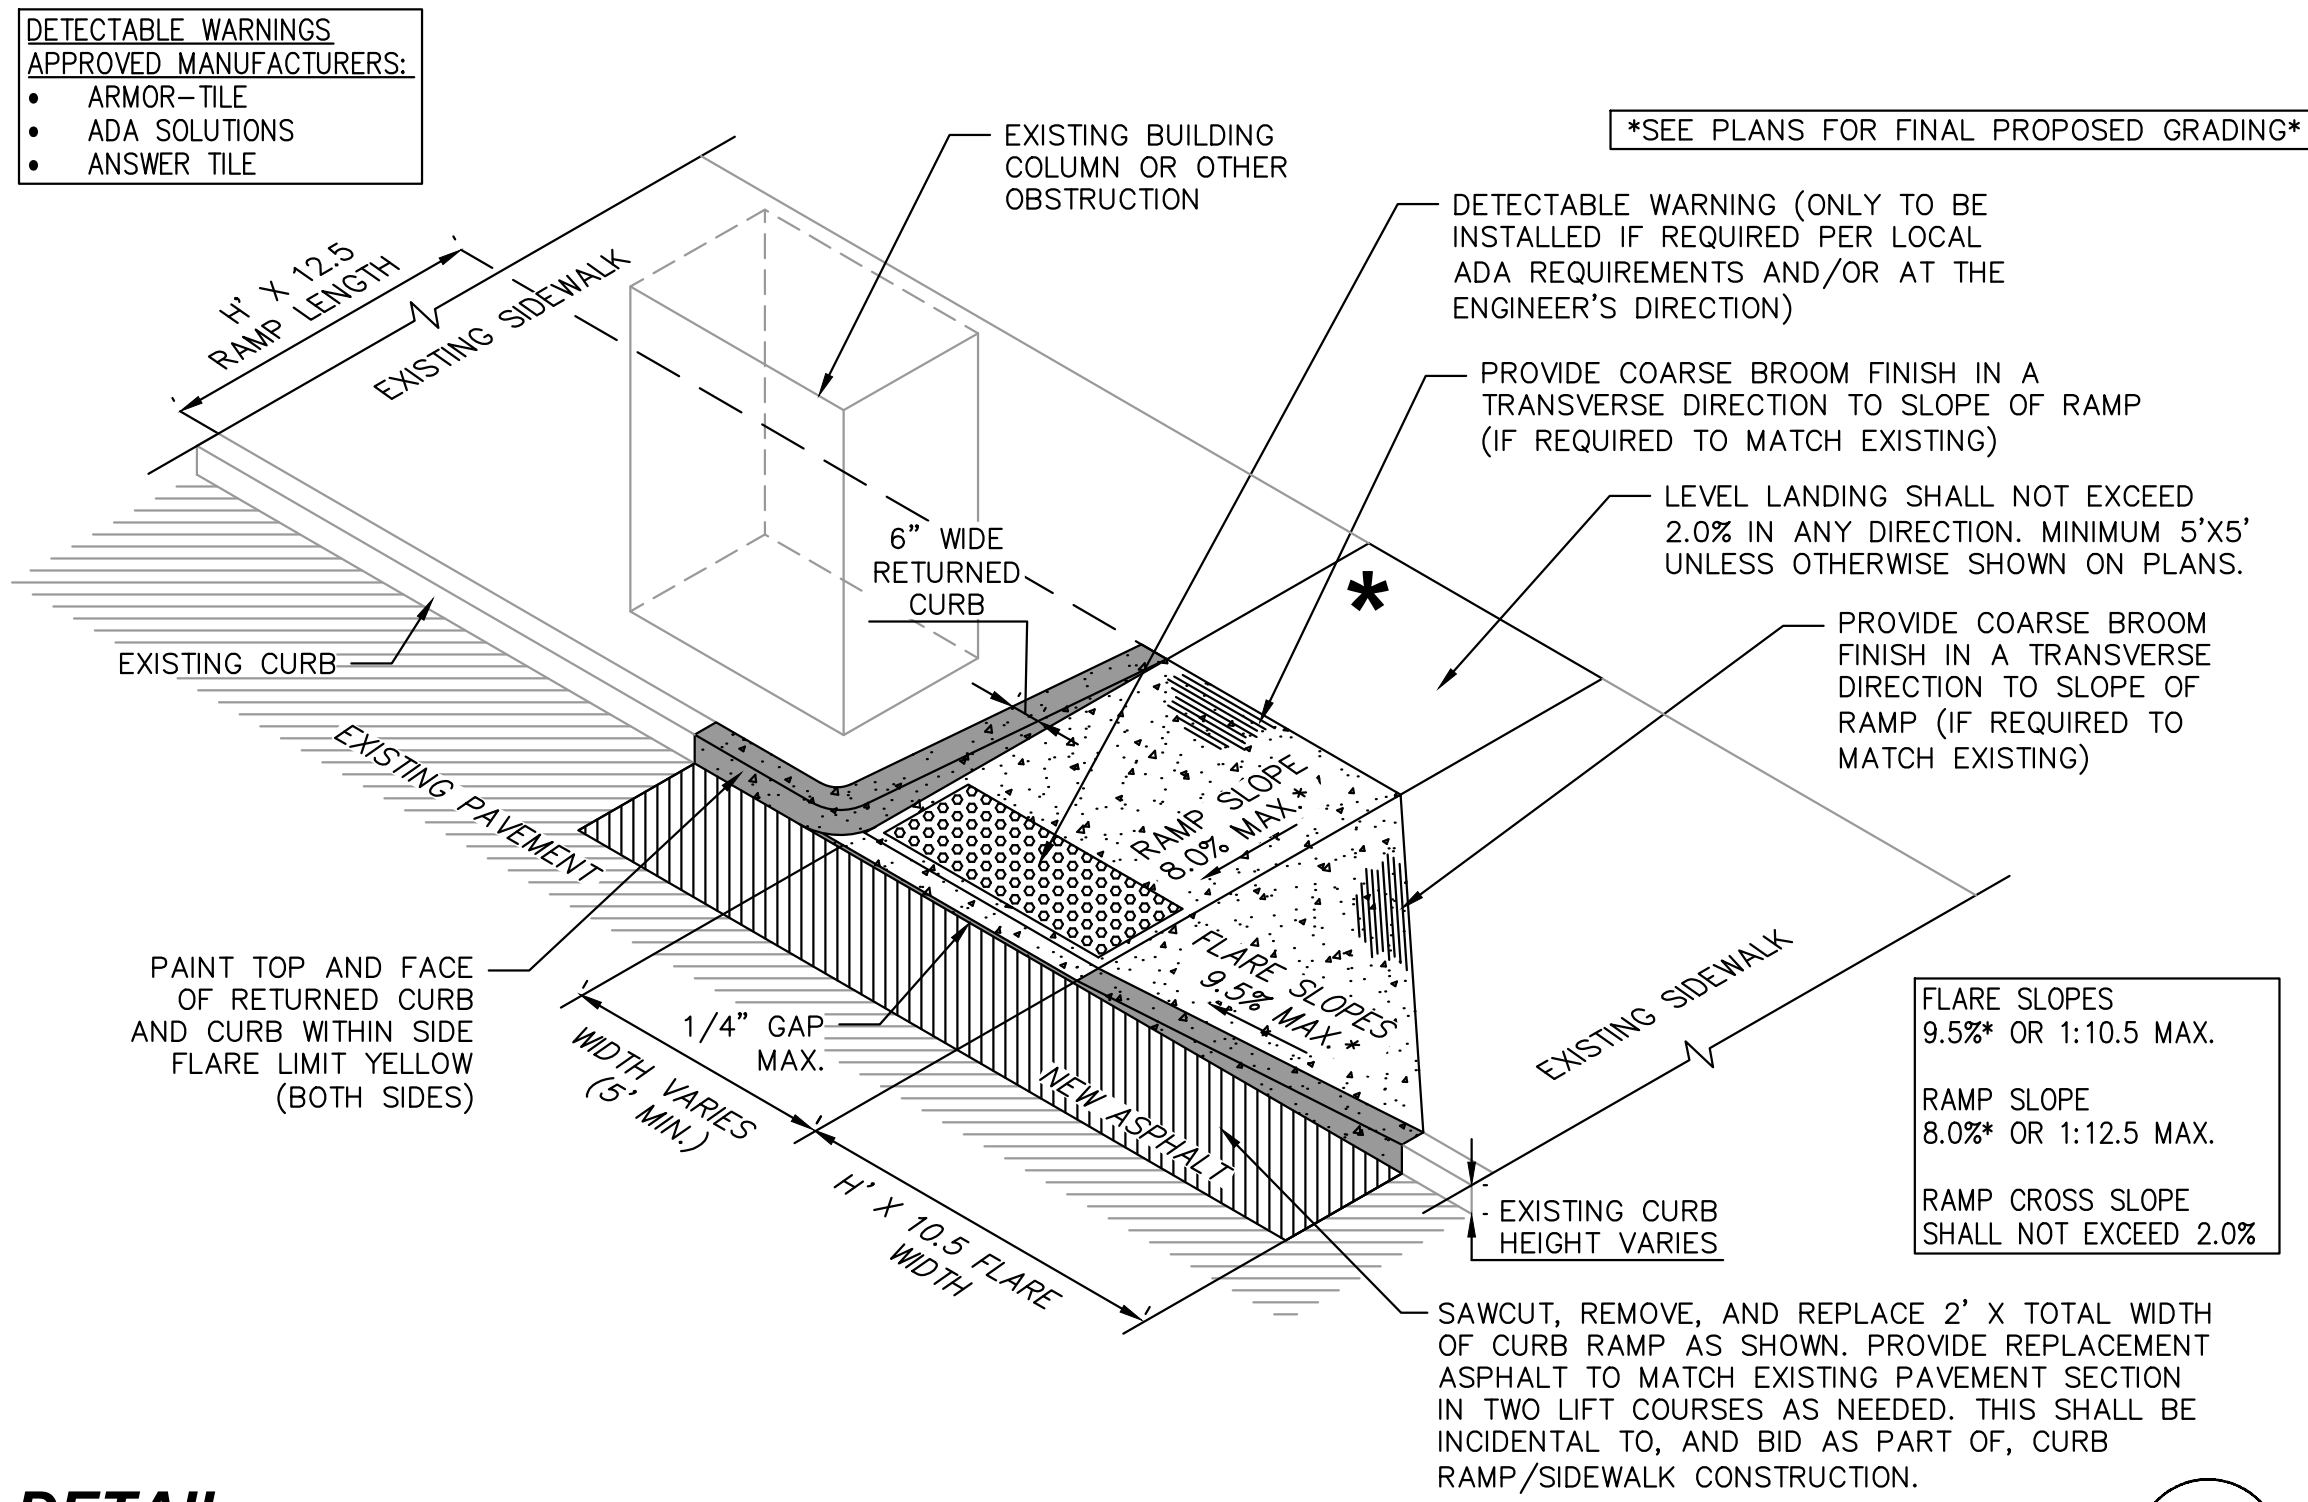 DETECTABLE WARNINGS
APPROVED MANUFACTURERS:
• ARMOR-TILE
• ADA SOLUTIONS
• ANSWER TILE
EXISTING BUILDING
COLUMN OR OTHER
OBSTRUCTION
*SEE PLANS FOR FINAL PROPOSED GRADING*
DETECTABLE WARNING (ONLY TO BE
INSTALLED IF REQUIRED PER LOCAL
ADA REQUIREMENTS AND/OR AT THE
ENGINEER'S DIRECTION)
H' X 12.5
RAMP LENGTH
EXISTING SIDEWALK
PROVIDE COARSE BROOM FINISH IN A
TRANSVERSE DIRECTION TO SLOPE OF RAMP
(IF REQUIRED TO MATCH EXISTING)
LEVEL LANDING SHALL NOT EXCEED
2.0% IN ANY DIRECTION. MINIMUM 5'X5'
UNLESS OTHERWISE SHOWN ON PLANS.
6" WIDE
RETURNED
CURB
*
PROVIDE COARSE BROOM
FINISH IN A TRANSVERSE
DIRECTION TO SLOPE OF
RAMP (IF REQUIRED TO
MATCH EXISTING)
EXISTING CURB
EXISTING PAVEMENT
RAMP SLOPE
8.0% MAX.*
FLARE SLOPES
9.5% MAX.*
EXISTING SIDEWALK
PAINT TOP AND FACE
OF RETURNED CURB
AND CURB WITHIN SIDE
FLARE LIMIT YELLOW
(BOTH SIDES)
1/4" GAP
MAX.
WIDTH VARIES
(5' MIN.)
NEW ASPHALT
H' X 10.5 FLARE
WIDTH
FLARE SLOPES
9.5%* OR 1:10.5 MAX.
RAMP SLOPE
8.0%* OR 1:12.5 MAX.
RAMP CROSS SLOPE
SHALL NOT EXCEED 2.0%
EXISTING CURB
HEIGHT VARIES
SAWCUT, REMOVE, AND REPLACE 2' X TOTAL WIDTH
OF CURB RAMP AS SHOWN. PROVIDE REPLACEMENT
ASPHALT TO MATCH EXISTING PAVEMENT SECTION
IN TWO LIFT COURSES AS NEEDED. THIS SHALL BE
INCIDENTAL TO, AND BID AS PART OF, CURB
RAMP/SIDEWALK CONSTRUCTION.
DETAIL